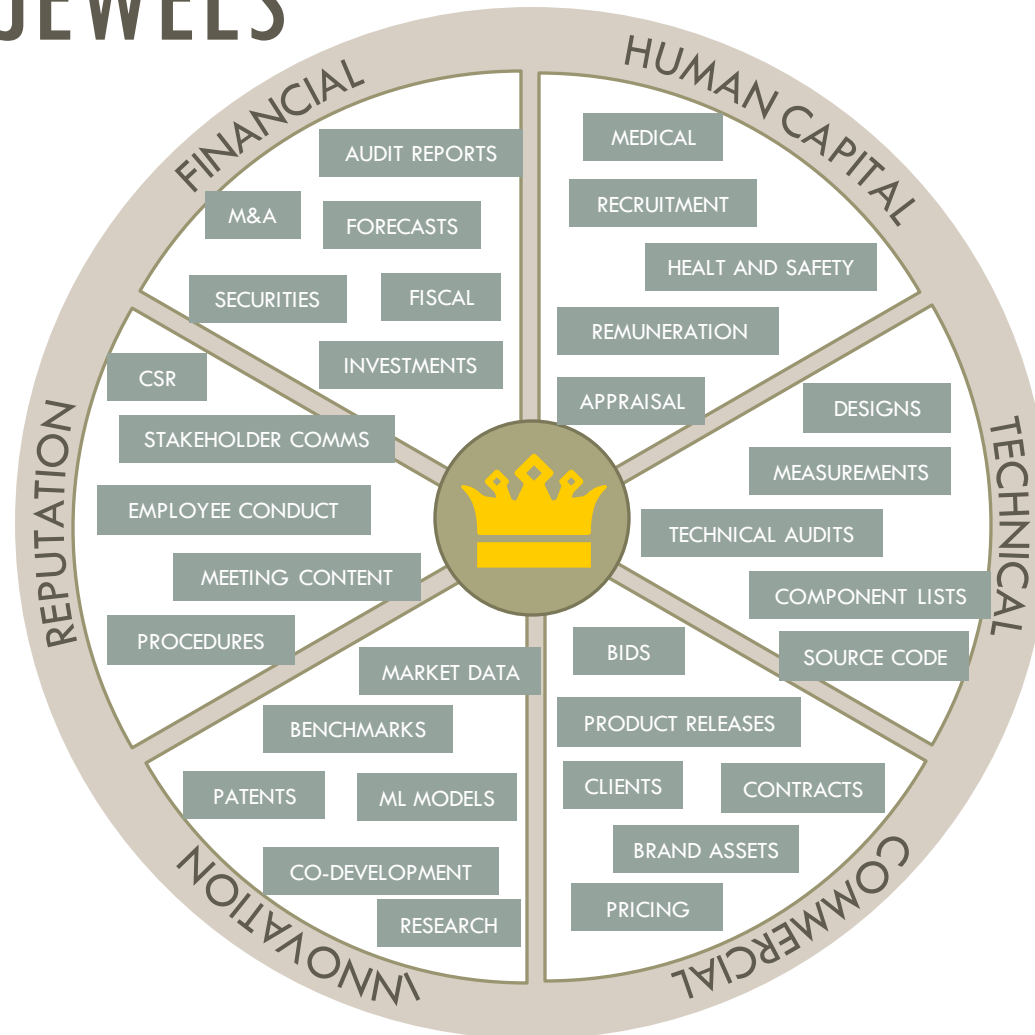 JEWELS
FINANCIAL
AUDIT REPORTS
M&A
FORECASTS
SECURITIES
FISCAL
INVESTMENTS
HUMAN CAPITAL
MEDICAL
RECRUITMENT
HEALT AND SAFETY
REMUNERATION
APPRAISAL
TECHNICAL
DESIGNS
MEASUREMENTS
TECHNICAL AUDITS
COMPONENT LISTS
SOURCE CODE
COMMERCIAL
BIDS
PRODUCT RELEASES
CLIENTS
CONTRACTS
BRAND ASSETS
PRICING
INNOVATION
MARKET DATA
BENCHMARKS
PATENTS
ML MODELS
CO-DEVELOPMENT
RESEARCH
REPUTATION
CSR
STAKEHOLDER COMMS
EMPLOYEE CONDUCT
MEETING CONTENT
PROCEDURES